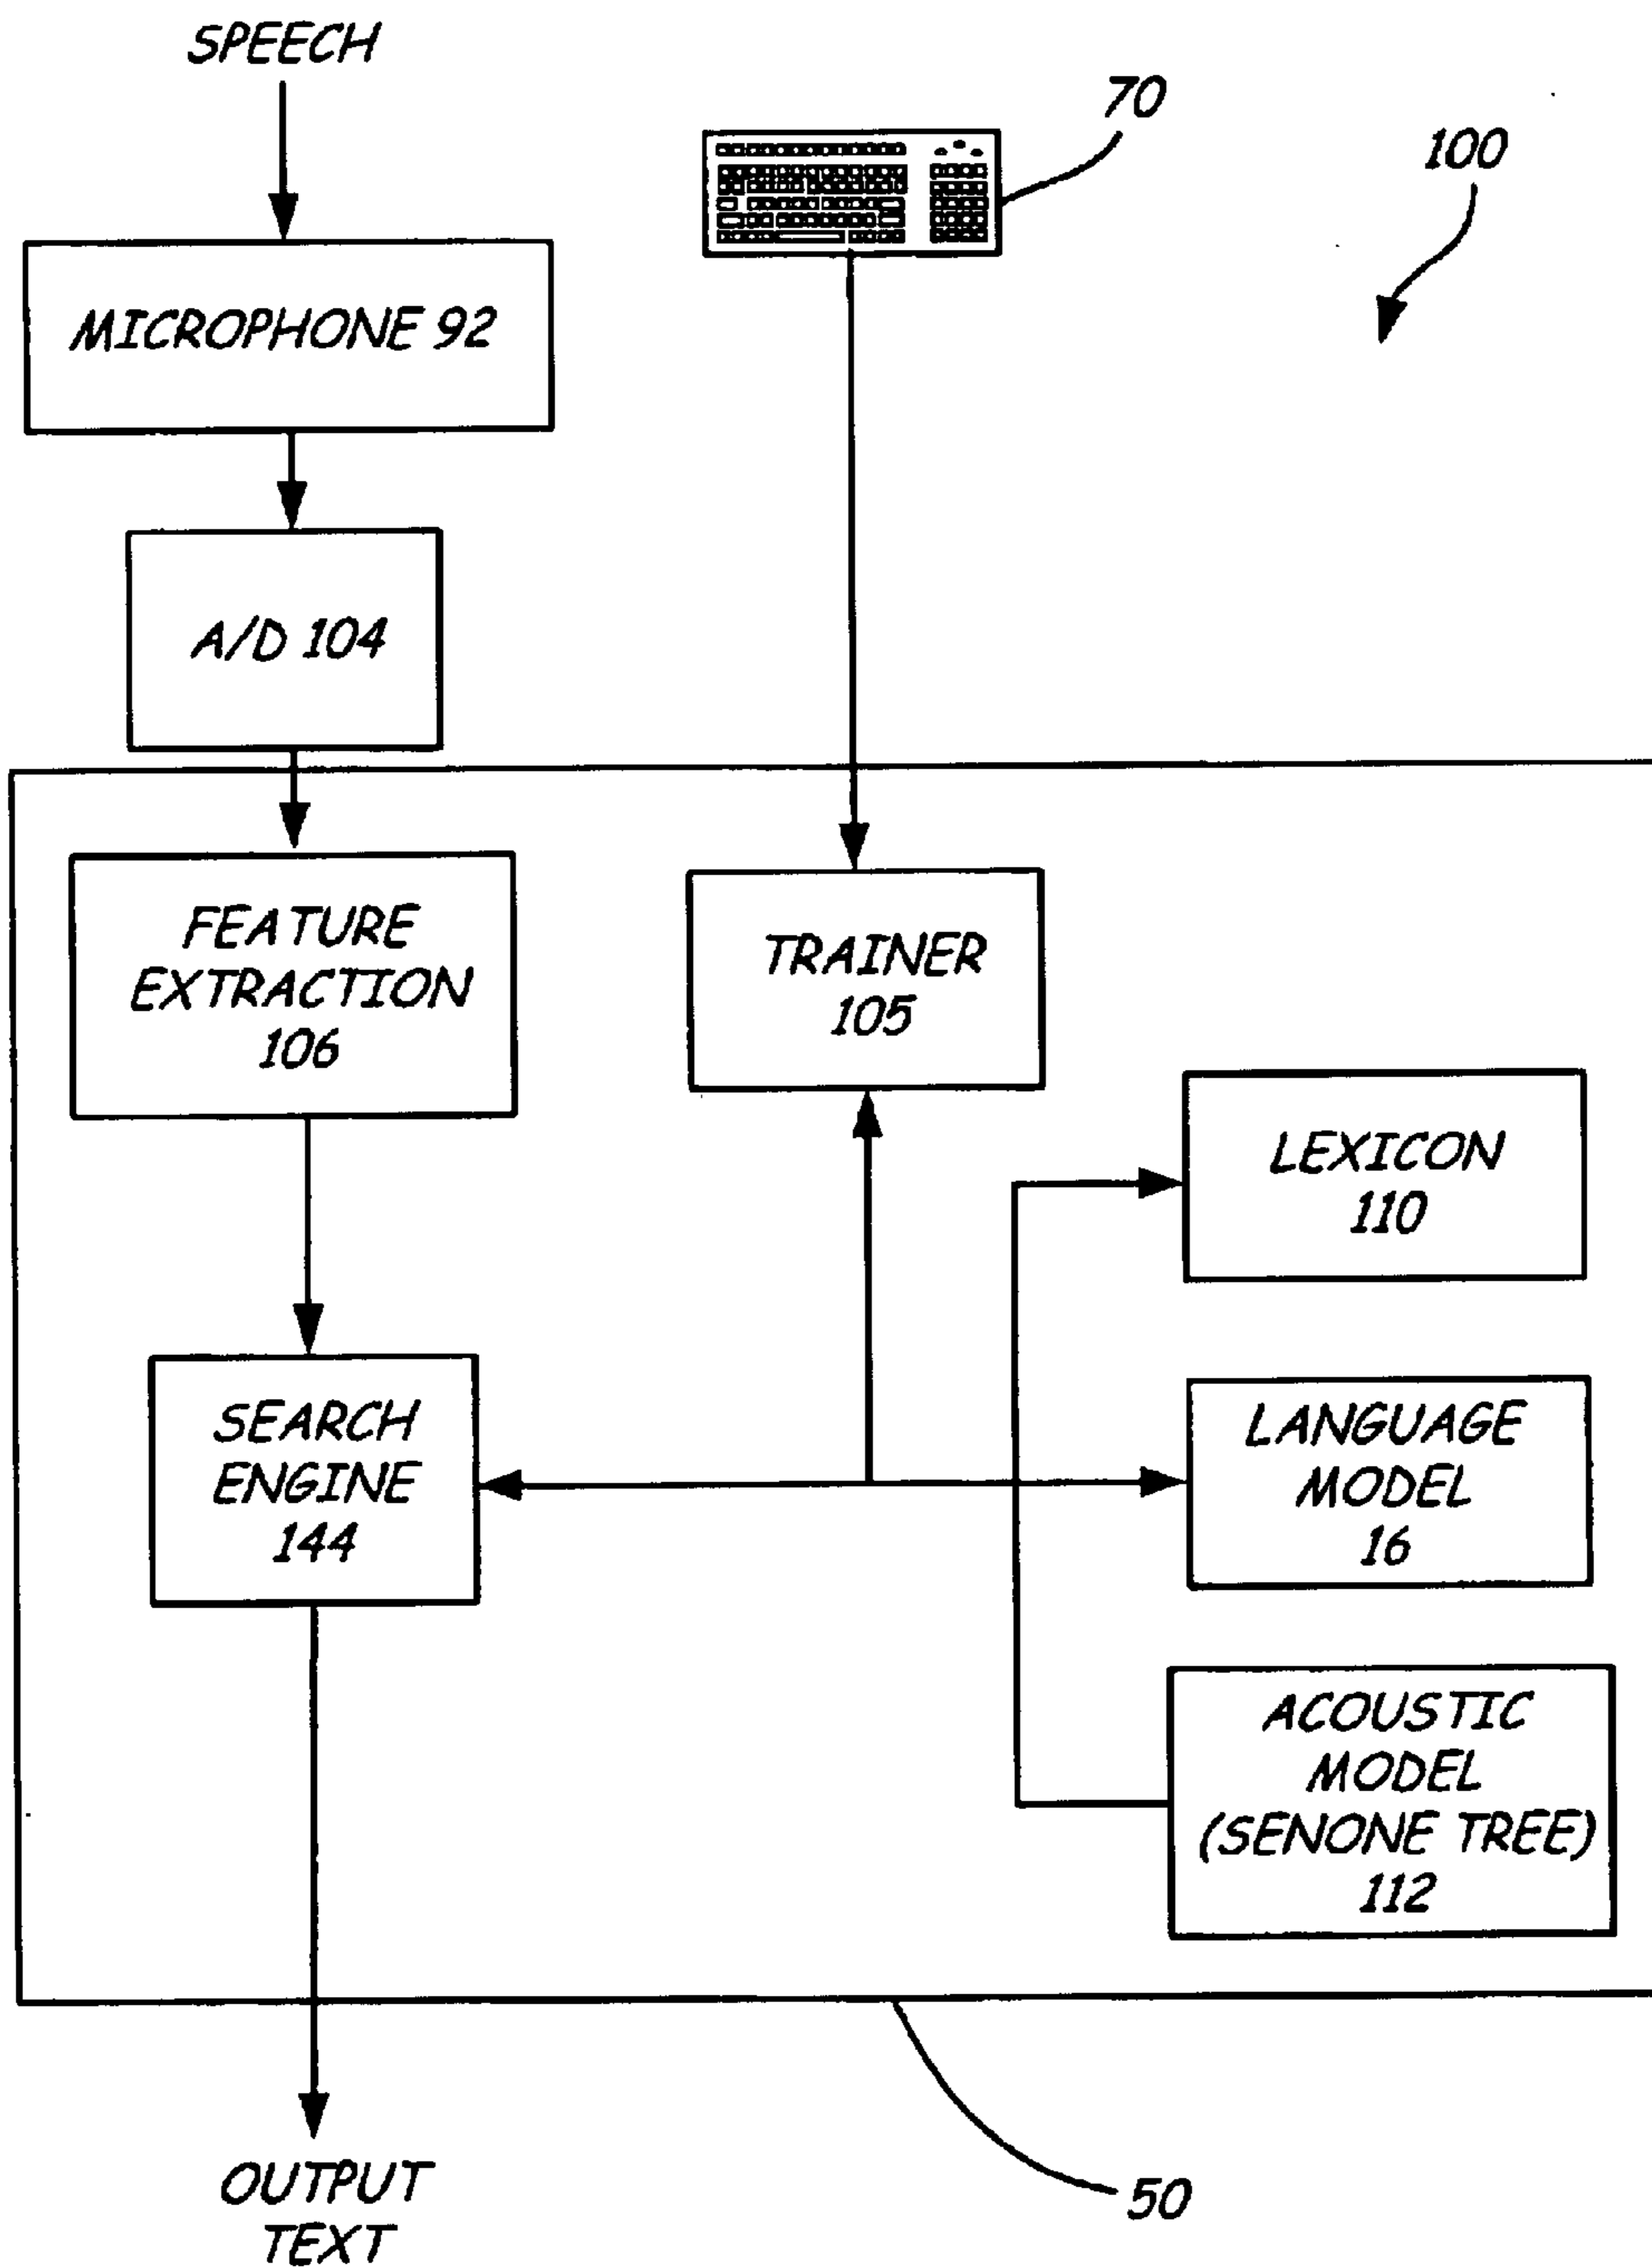 SPEECH
70
100
MICROPHONE 92
A/D 104
FEATURE
EXTRACTION
106
TRAINER
105
LEXICON
110
SEARCH
ENGINE
144
LANGUAGE
MODEL
16
ACOUSTIC
MODEL
(SENONE TREE)
112
OUTPUT
TEXT
50